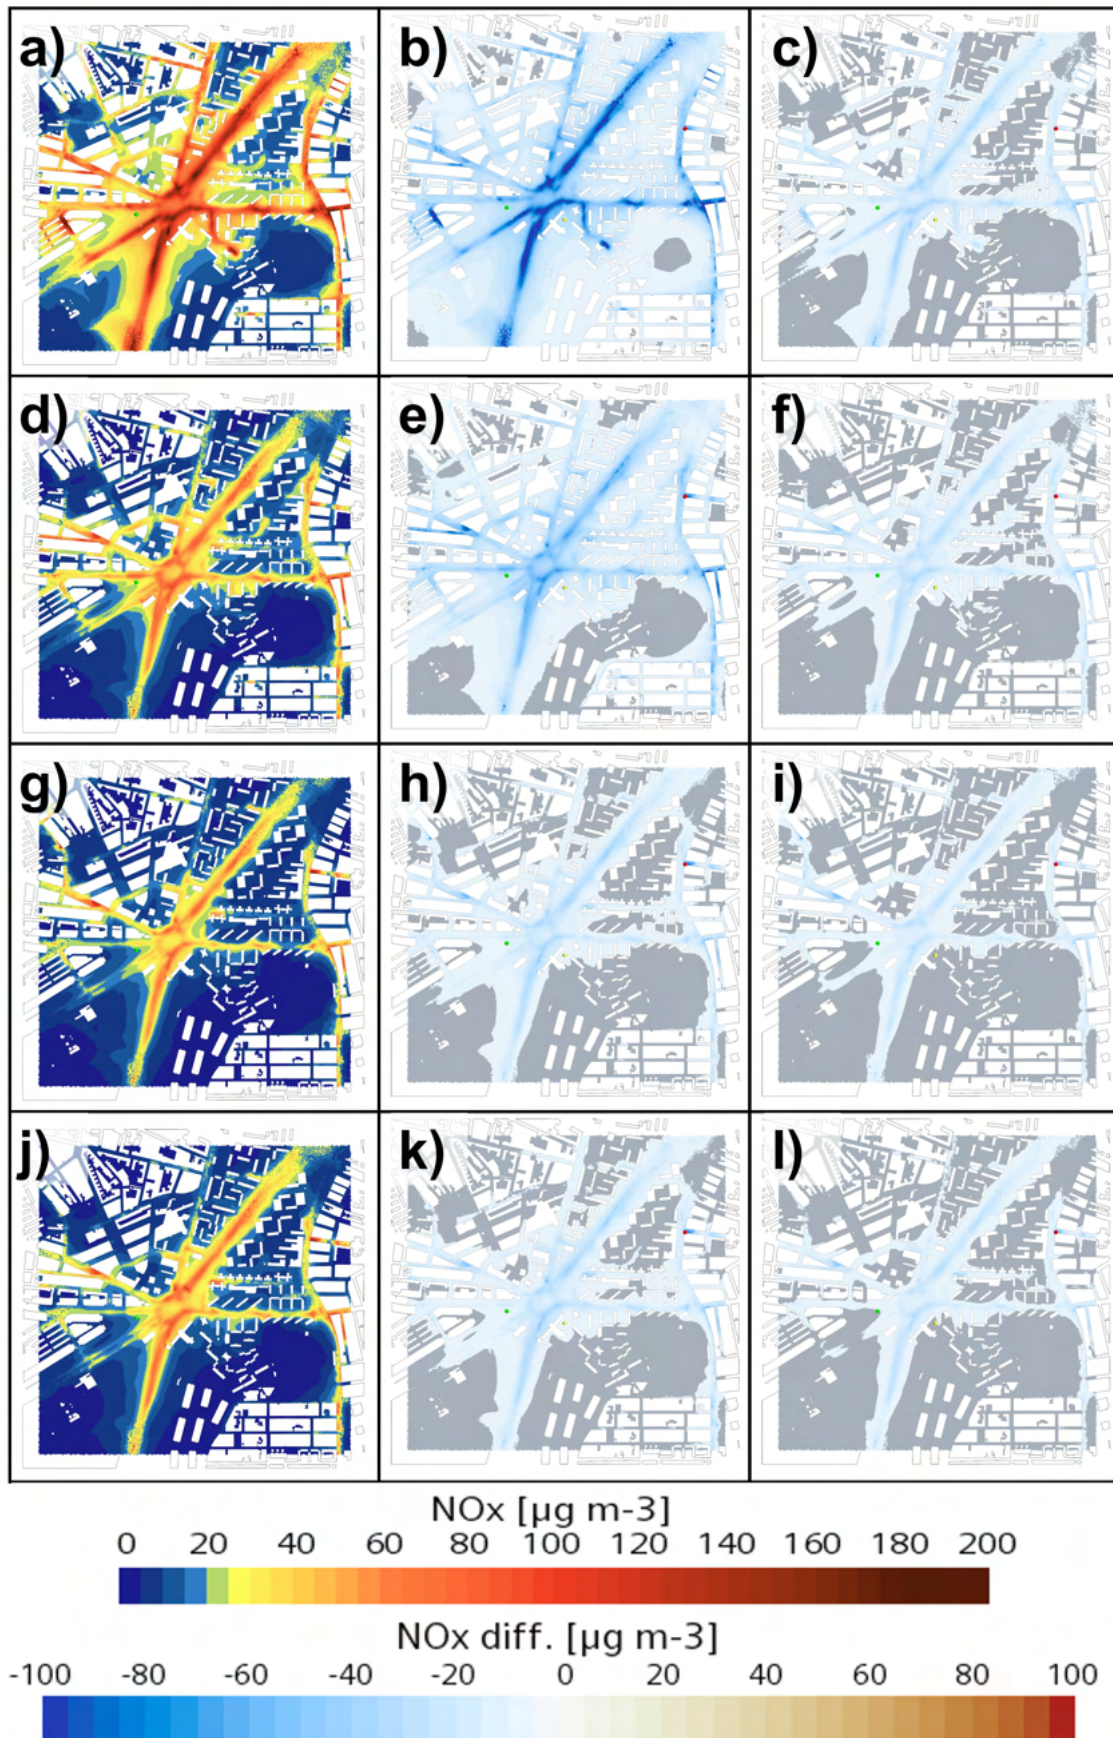 a) b) c)
d) e) f)
g) h) i)
j) k) l)
NOx [µg m-3]
0 20 40 60 80 100 120 140 160 180 200
NOx diff. [µg m-3]
-100 -80 -60 -40 -20 0 20 40 60 80 100